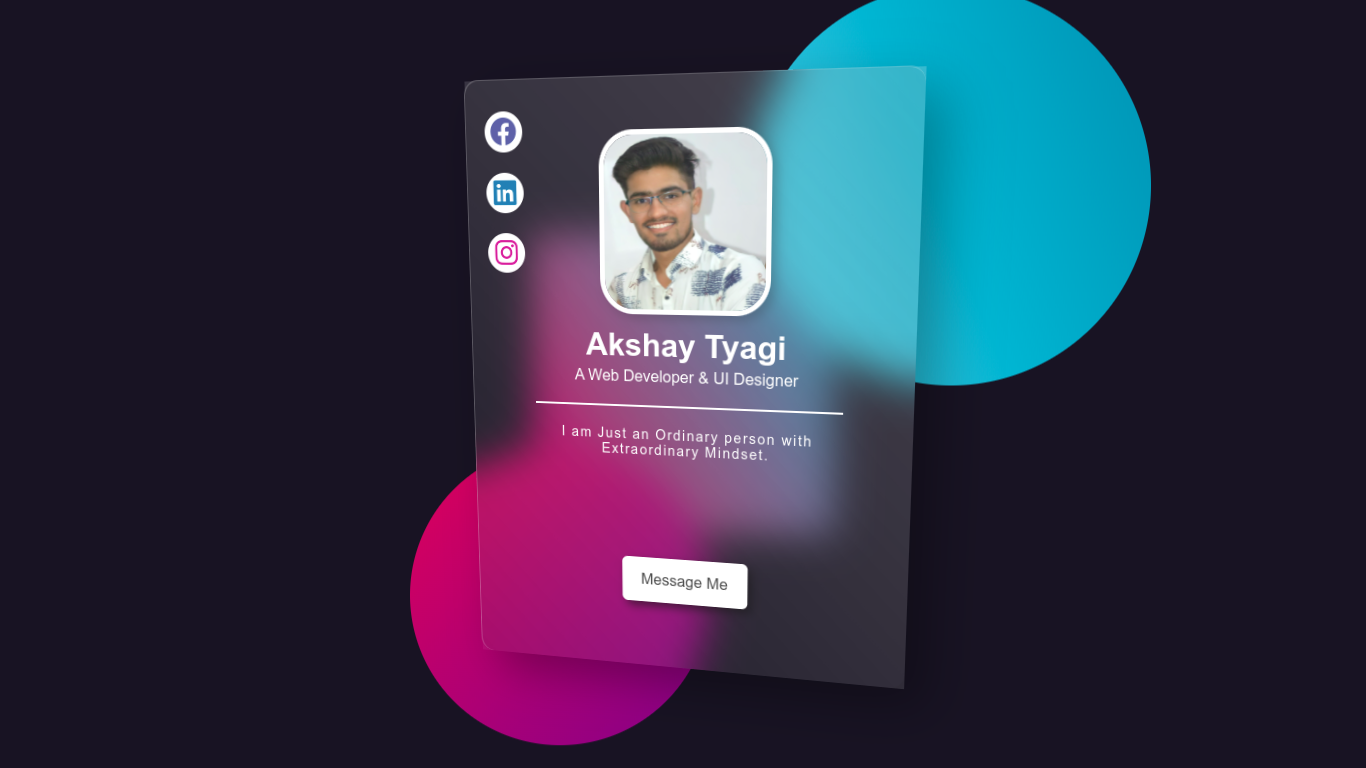 Akshay Tyagi
A Web Developer & UI Designer
I am Just an Ordinary person with
Extraordinary Mindset.
Message Me